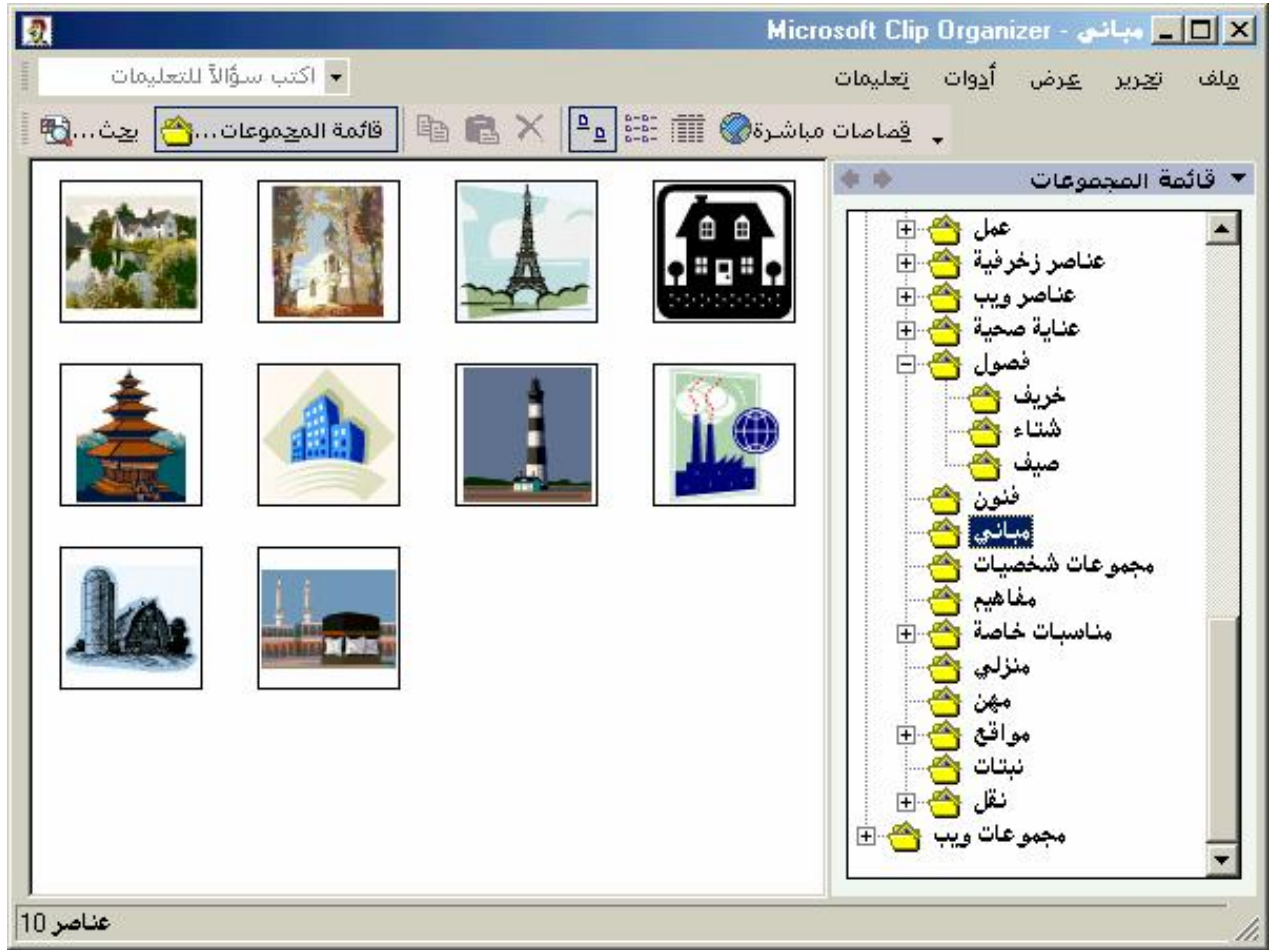 مباني - Microsoft Clip Organizer
ملف تحرير عرض أدوات تعليمات
اكتب سؤالاً للتعليمات
قصاصات مباشرة
قائمة المجموعات...
بحث...
قائمة المجموعات
عمل
عناصر زخرفية
عناصر ويب
عناية صحية
فصول
خريف
شتاء
صيف
فنون
مباني
مجموعات شخصيات
مفاهيم
مناسبات خاصة
منزلي
مهن
مواقع
نبتات
نقل
مجموعات ويب
عناصر 10